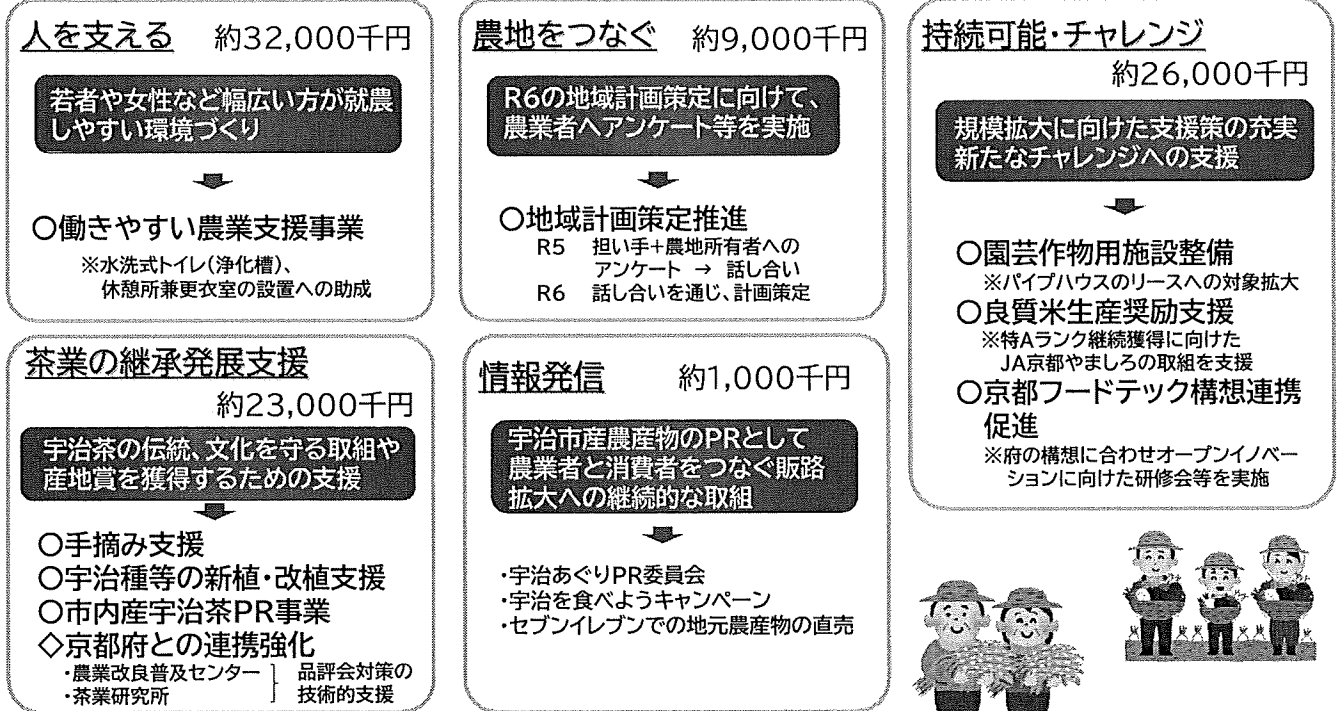 人を支える 約32,000千円
若者や女性など幅広い方が就農
しやすい環境づくり
○働きやすい農業支援事業
※水洗式トイレ(浄化槽)、
休憩所兼更衣室の設置への助成
農地をつなぐ 約9,000千円
R6の地域計画策定に向けて、
農業者へアンケート等を実施
○地域計画策定推進
R5 担い手+農地所有者への
アンケート → 話し合い
R6 話し合いを通じ、計画策定
持続可能・チャレンジ
約26,000千円
規模拡大に向けた支援策の充実
新たなチャレンジへの支援
○園芸作物用施設整備
※パイプハウスのリースへの対象拡大
○良質米生産奨励支援
※特Aランク継続獲得に向けた
JA京都やましろの取組を支援
○京都フードテック構想連携
促進
※府の構想に合わせオープンイノベー
ションに向けた研修会等を実施
茶業の継承発展支援
約23,000千円
宇治茶の伝統、文化を守る取組や
産地賞を獲得するための支援
○手摘み支援
○宇治種等の新植・改植支援
○市内産宇治茶PR事業
◇京都府との連携強化
・農業改良普及センター
・茶業研究所
品評会対策の
技術的支援
情報発信 約1,000千円
宇治市産農産物のPRとして
農業者と消費者をつなぐ販路
拡大への継続的な取組
・宇治あぐりPR委員会
・宇治を食べようキャンペーン
・セブンイレブンでの地元農産物の直売